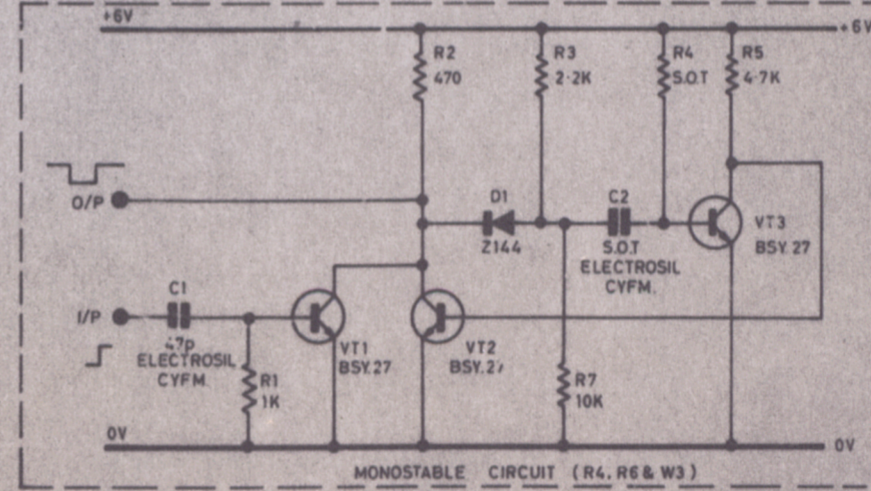 +6V
+6V
R2
470
R3
2·2K
R4
S.O.T
R5
4·7K
O/P
D1
Z144
C2
S.O.T
ELECTROSIL
CYFM.
VT3
BSY.27
I/P
C1
47p
ELECTROSIL
CYFM
R1
1K
VT1
BSY.27
VT2
R7
10K
0V
0V
MONOSTABLE CIRCUIT (R4, R6 & W3)